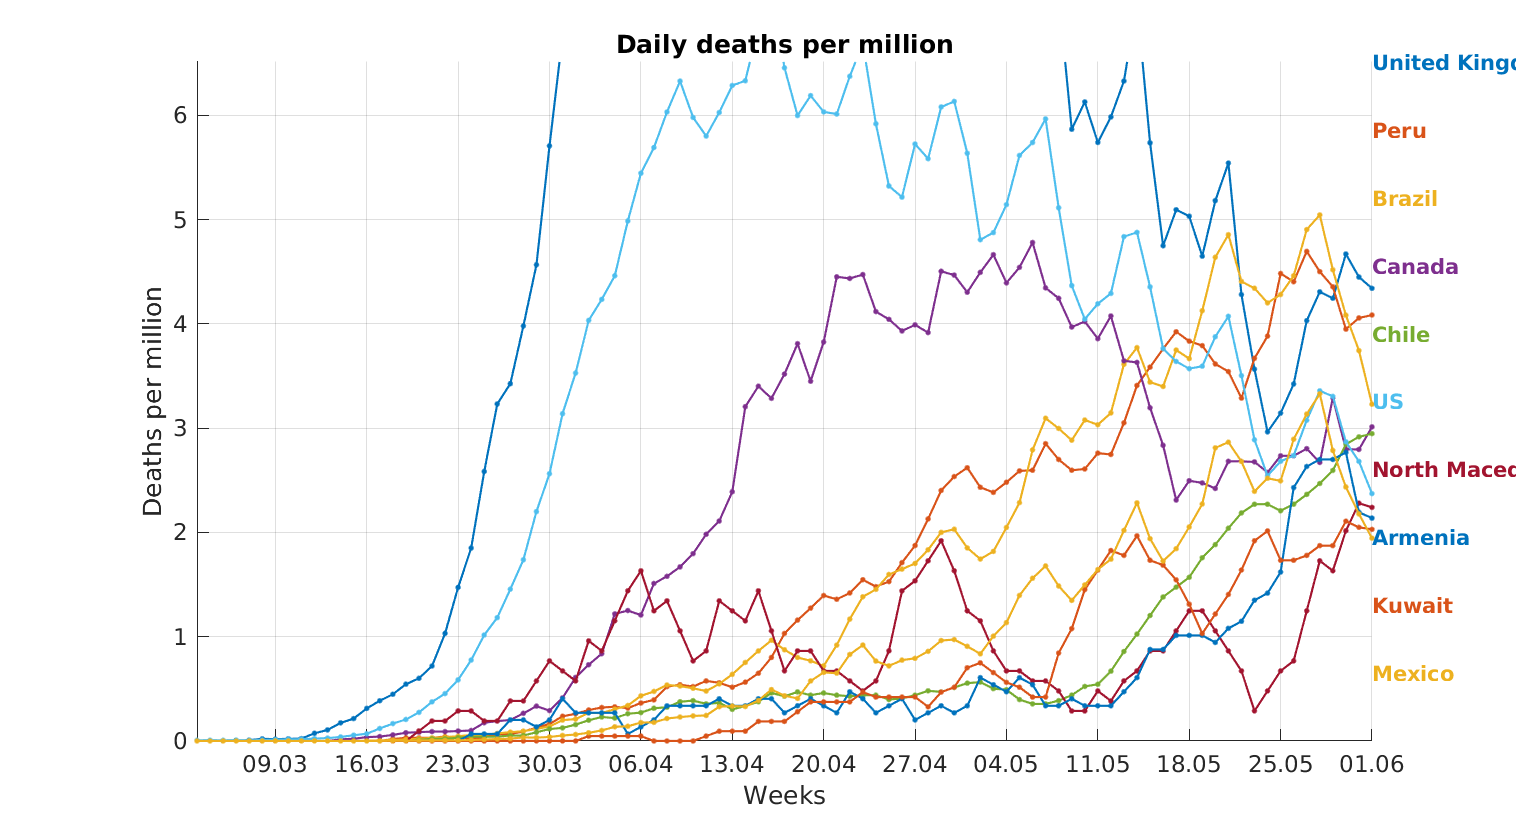 Daily deaths per million
Deaths per million
6
5
4
3
2
1
0
09.03 16.03 23.03 30.03 06.04 13.04 20.04 27.04 04.05 11.05 18.05 25.05 01.06
Weeks
United Kingd
Peru
Brazil
Canada
Chile
US
North Maced
Armenia
Kuwait
Mexico